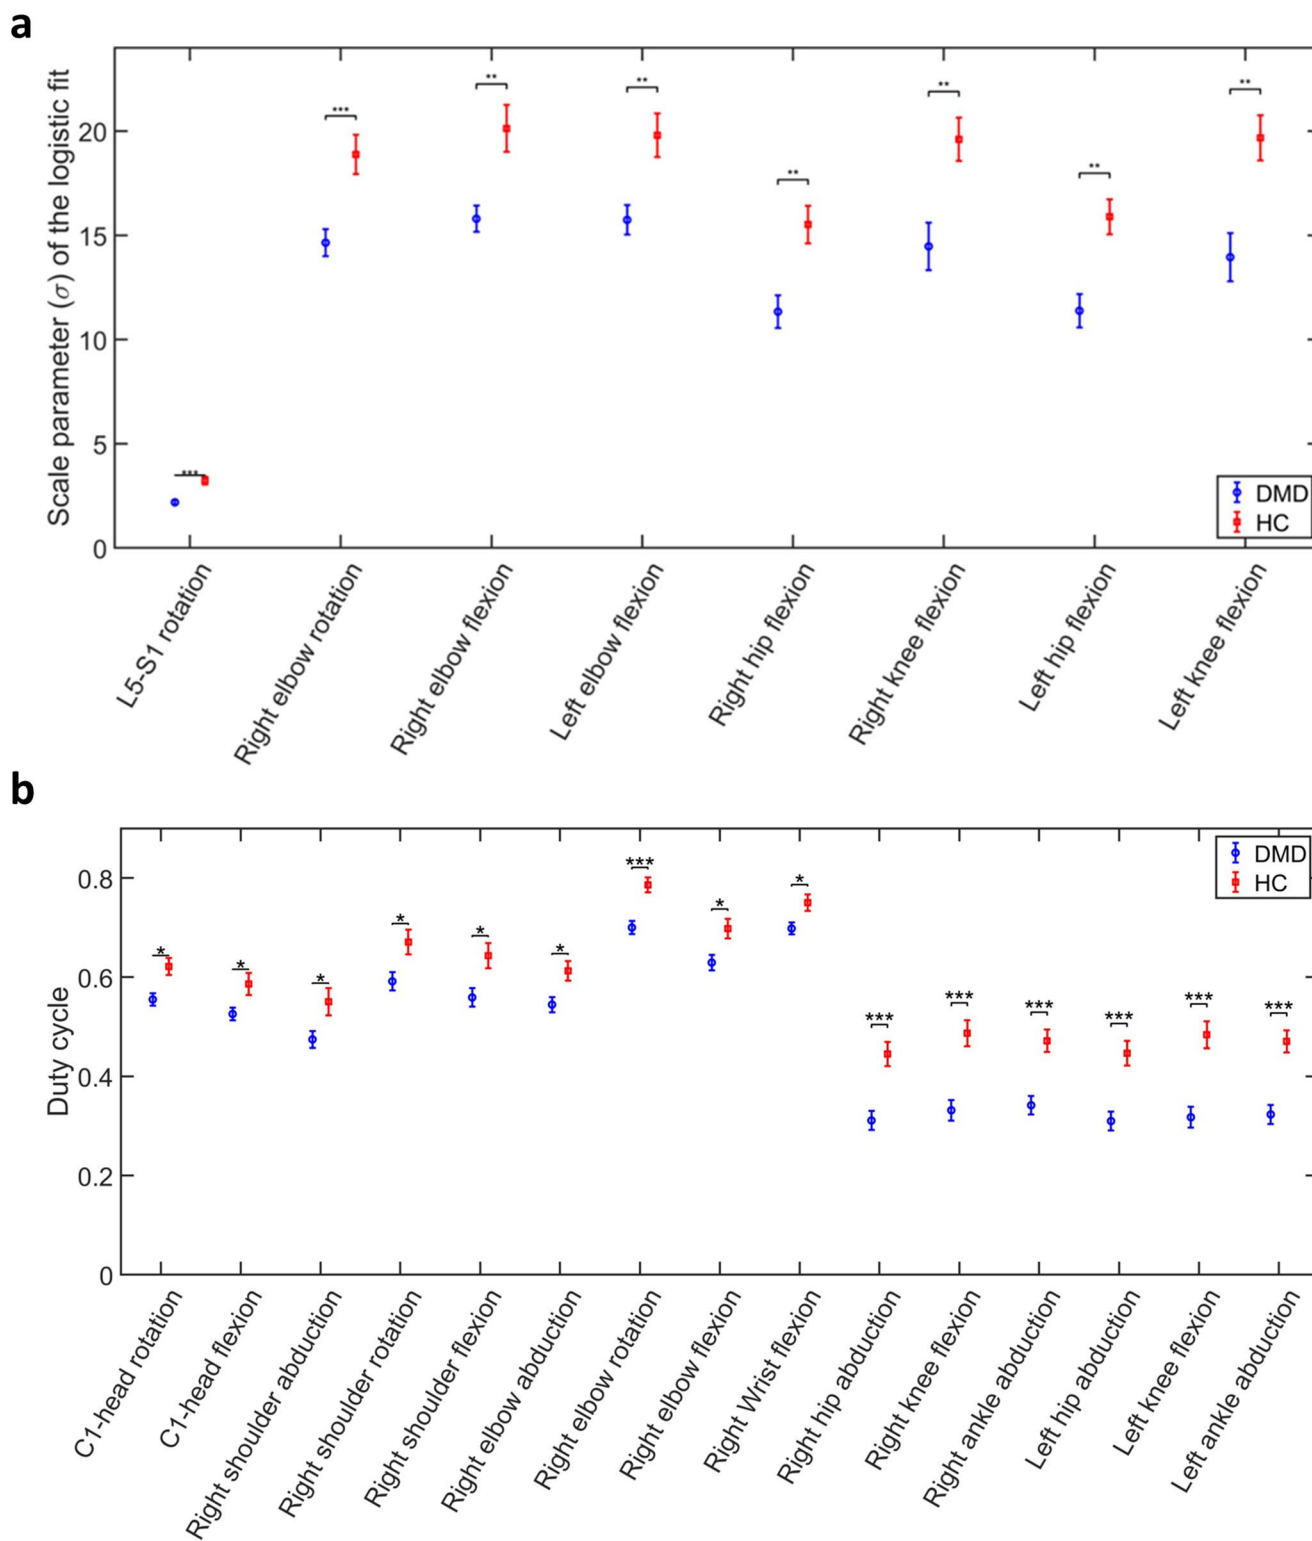 a
Scale parameter (σ) of the logistic fit
20
15
10
5
0
***
***
**
**
**
**
**
**
DMD
HC
L5-S1 rotation
Right elbow rotation
Right elbow flexion
Left elbow flexion
Right hip flexion
Right knee flexion
Left hip flexion
Left knee flexion
b
Duty cycle
0.8
0.6
0.4
0.2
0
*
*
*
*
*
*
***
*
*
***
***
***
***
***
***
DMD
HC
C1-head rotation
C1-head flexion
Right shoulder abduction
Right shoulder rotation
Right shoulder flexion
Right elbow abduction
Right elbow rotation
Right elbow flexion
Right Wrist flexion
Right hip abduction
Right knee flexion
Right ankle abduction
Left hip abduction
Left knee flexion
Left ankle abduction